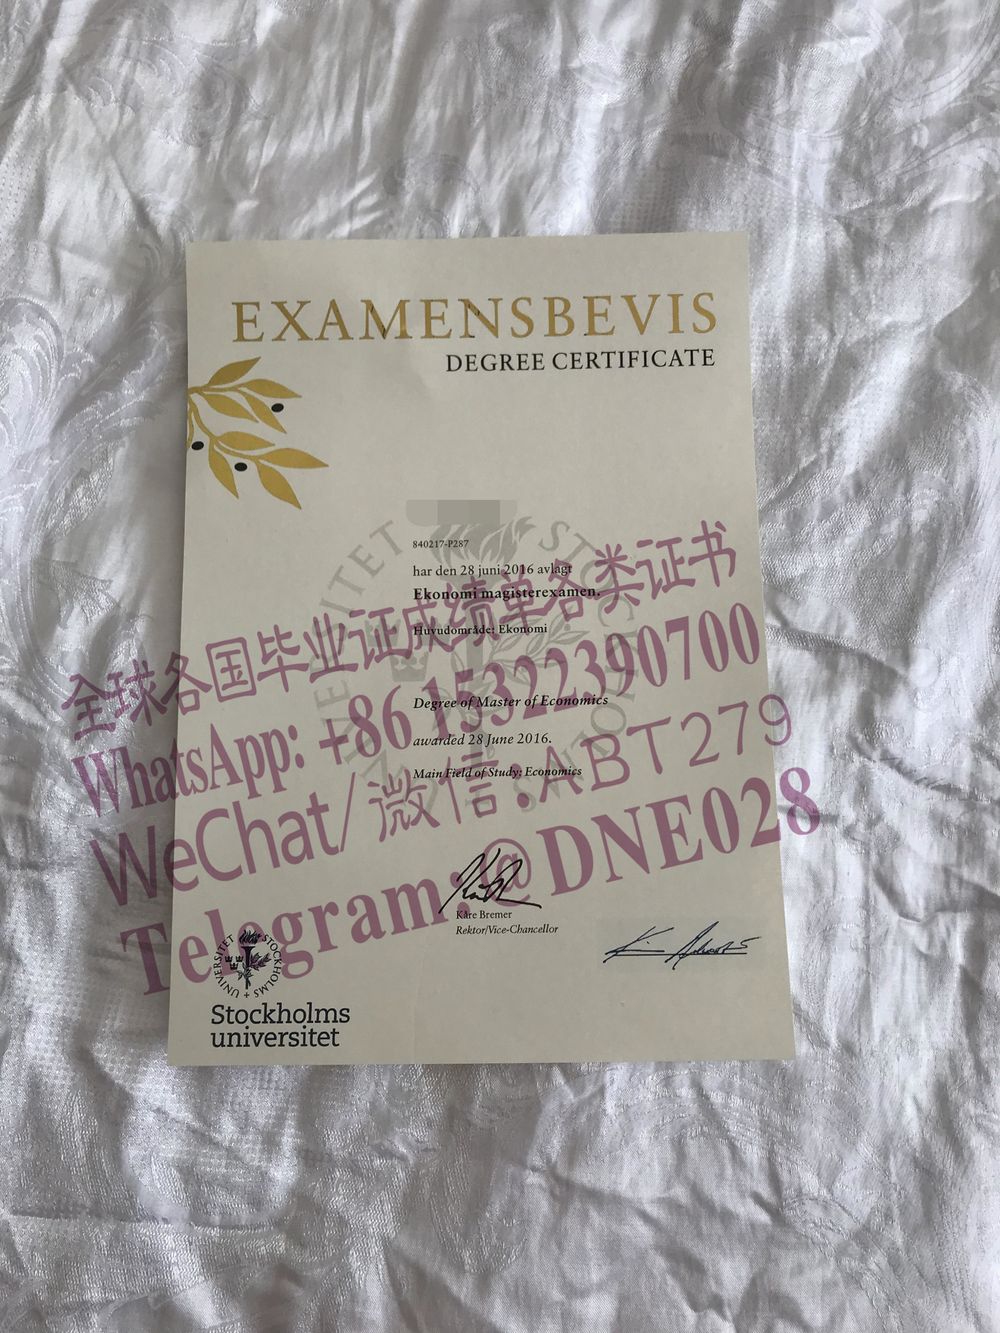 EXAMENSBEVIS
DEGREE CERTIFICATE
840217-P287
har den 28 juni 2016 avlagt
Ekonomi magisterexamen.
Huvudområde: Ekonomi
Degree of Master of Economics
awarded 28 June 2016.
Main Field of Study: Economics
Kåre Bremer
Rektor/Vice-Chancellor
STOCKHOLMS UNIVERSITET
STOCKHOLMS + UNIVERSITET
Stockholms
universitet
全球各国毕业证成绩单各类证书
WhatsApp: +86 15322390700
WeChat/微信:ABT279
Telegram:@DNE028